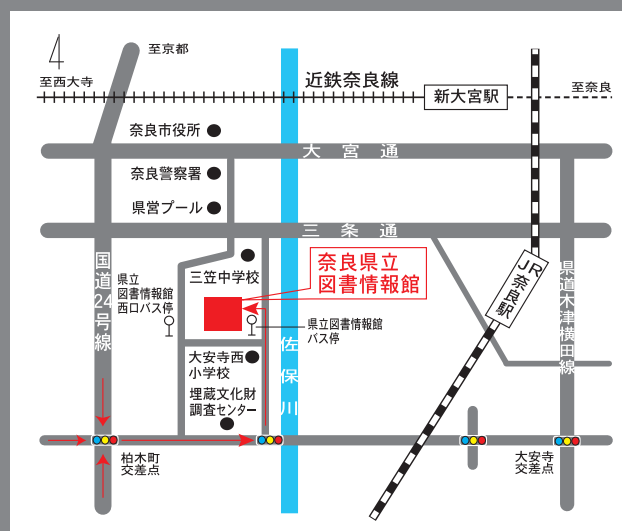 至京都
至西大寺
近鉄奈良線
新大宮駅
至奈良
奈良市役所
大宮通
奈良警察署
県営プール
三条通
国道24号線
三笠中学校
奈良県立
図書情報館
県立
図書情報館
西口バス停
県立図書情報館
バス停
JR奈良駅
県道木津横田線
佐保川
大安寺西
小学校
埋蔵文化財
調査センター
柏木町
交差点
大安寺
交差点